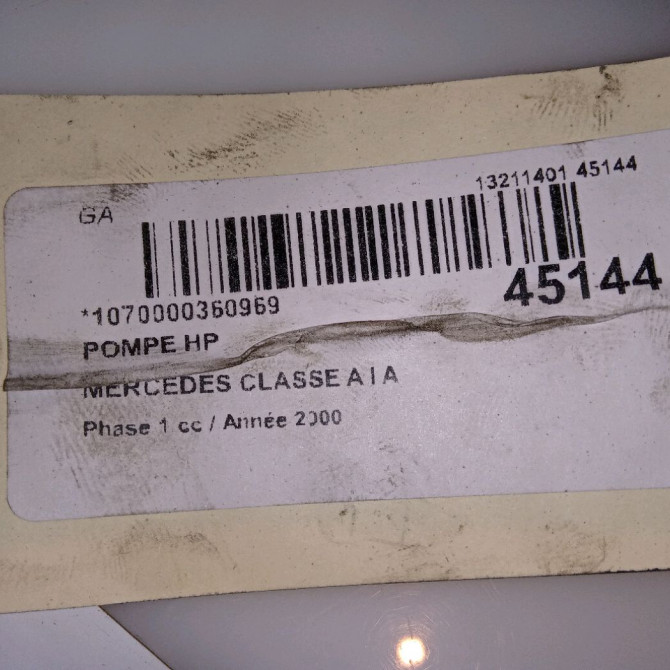 GA
13211401 45144
45144
*1070000360969
POMPE HP
MERCEDES CLASSE A I A
Phase 1 cc / Année 2000